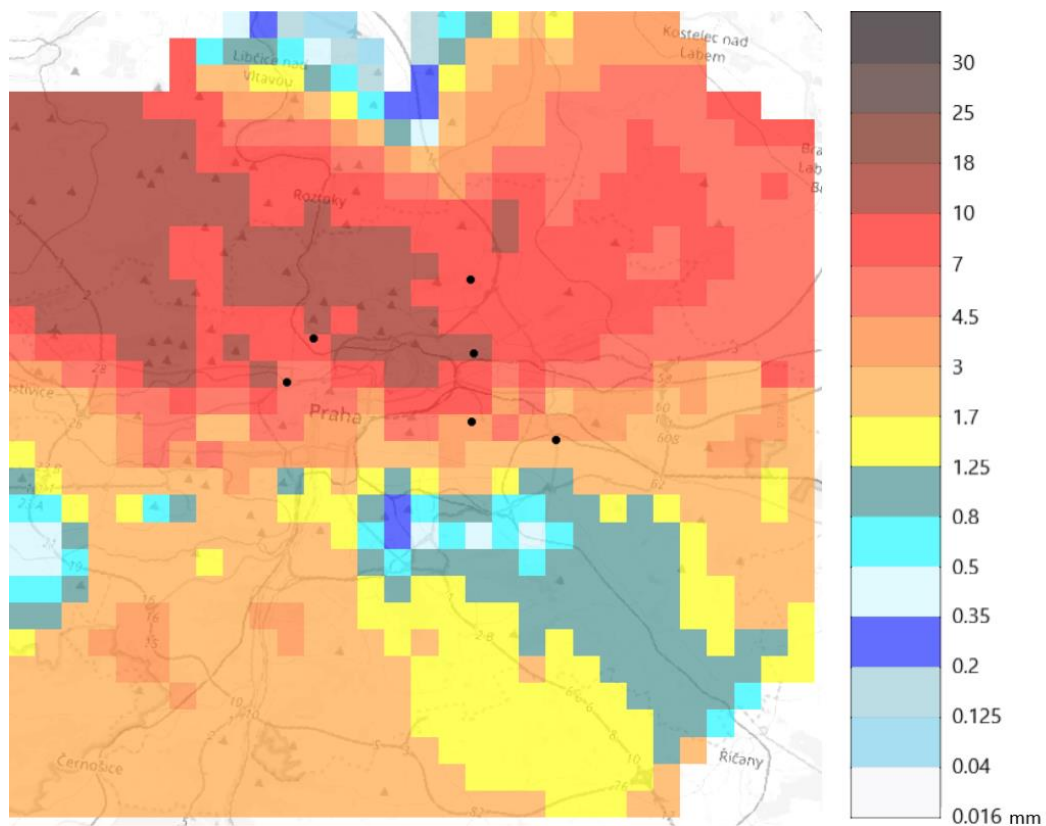 Kostelec nad
Labem
Libčice nad
Vltavou
Roztoky
Praha
Černošice
Říčany
30
25
18
10
7
4.5
3
1.7
1.25
0.8
0.5
0.35
0.2
0.125
0.04
0.016 mm